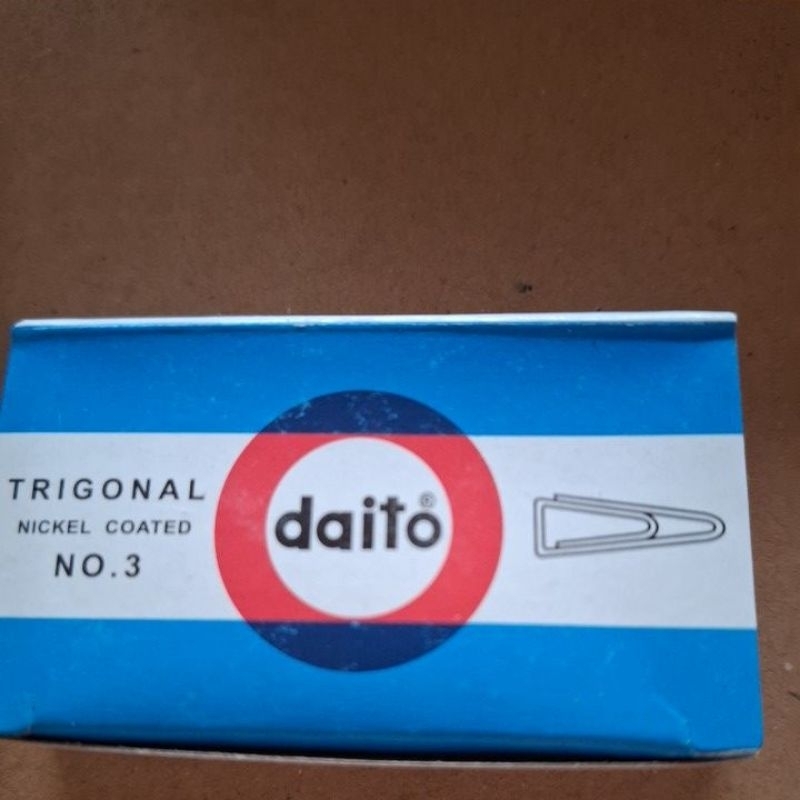 TRIGONAL
NICKEL COATED
NO.3
daito®